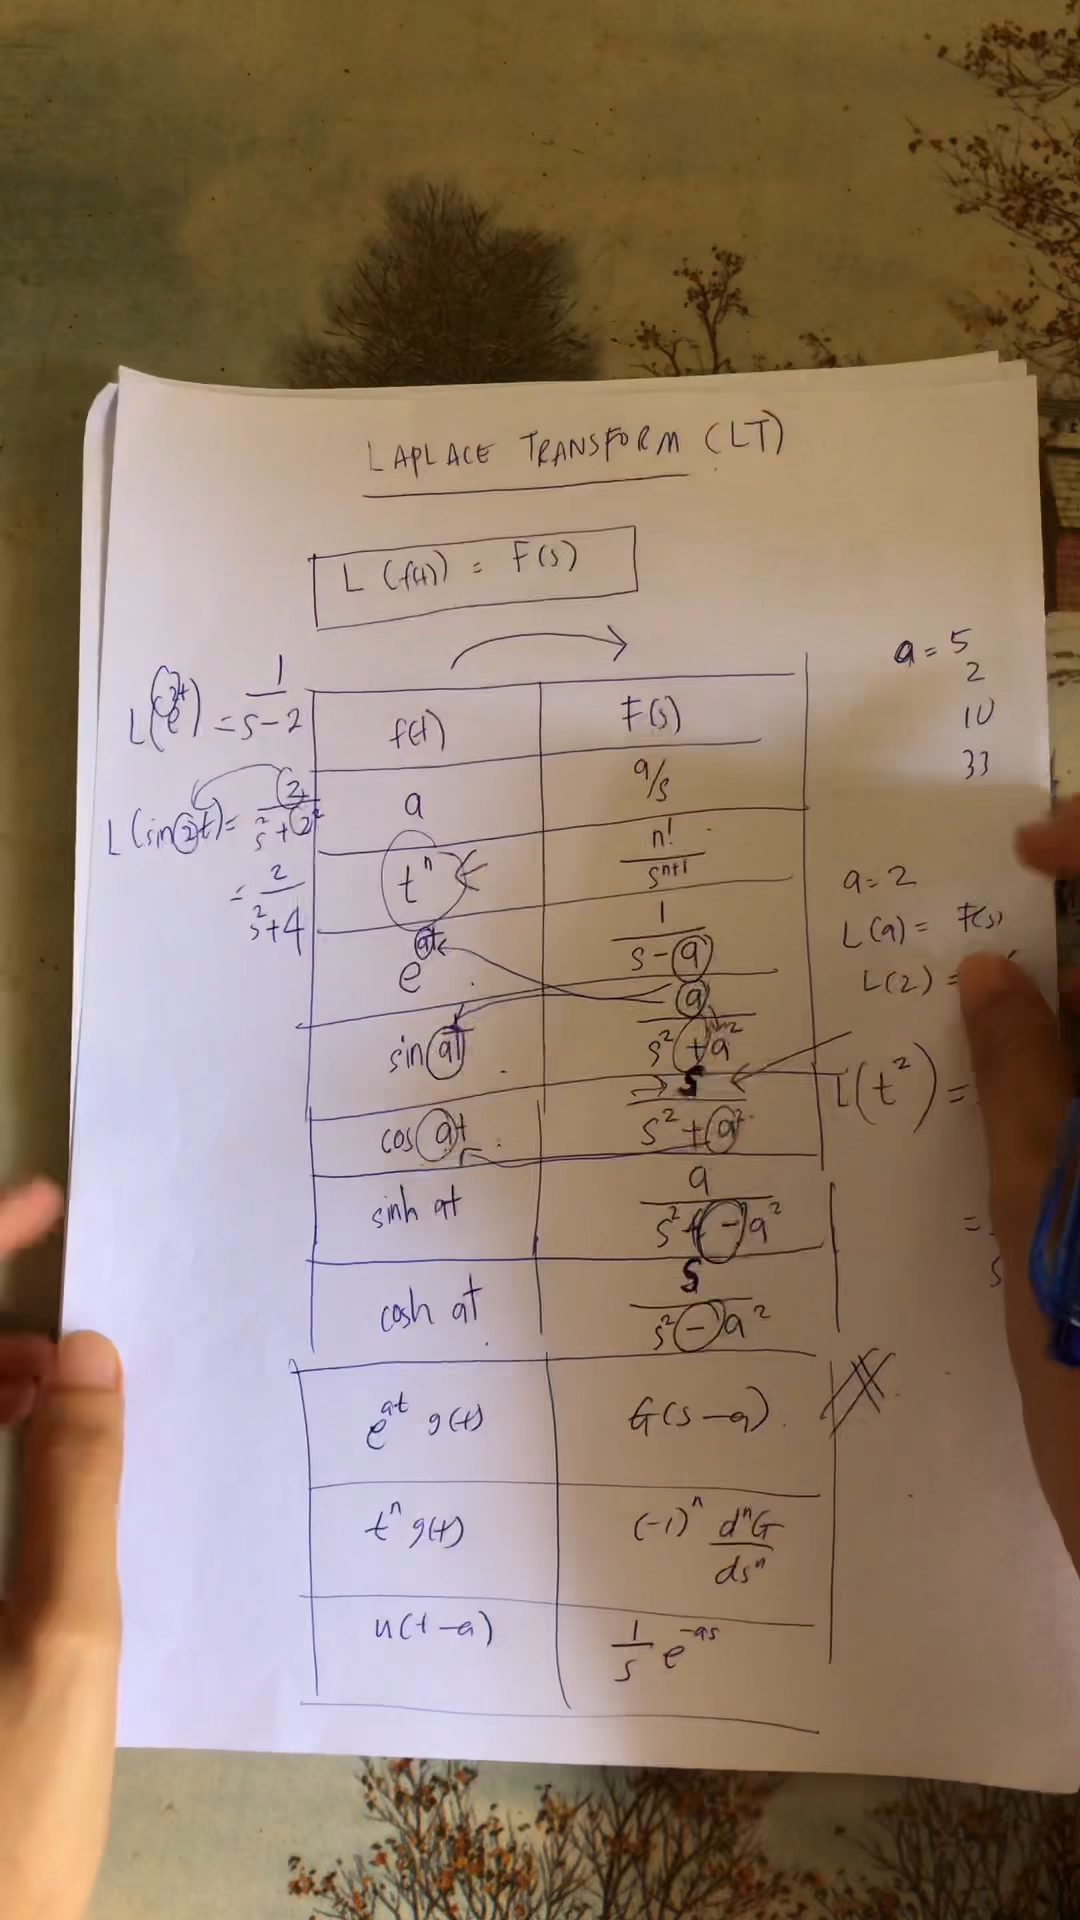 LAPLACE TRANSFORM (LT)
L (f(t)) = F(s)
L(e^2t) = 1/s-2
L(sin2t) = 2/s²+2²
= 2/s²+4
f(t) F(s)
a a/s
t^n n!/s^n+1
e^at 1/s-a
sin at a/s²+a²
cos at s/s²+a²
sinh at a/s²-a²
cosh at s/s²-a²
e^at g(t) G(s-a)
t^n g(t) (-1)^n d^nG/ds^n
u(t-a) 1/s e^-as
a = 5
2
10
33
a = 2
L(a) = F(s)
L(2) =
L(t²) =
=
s